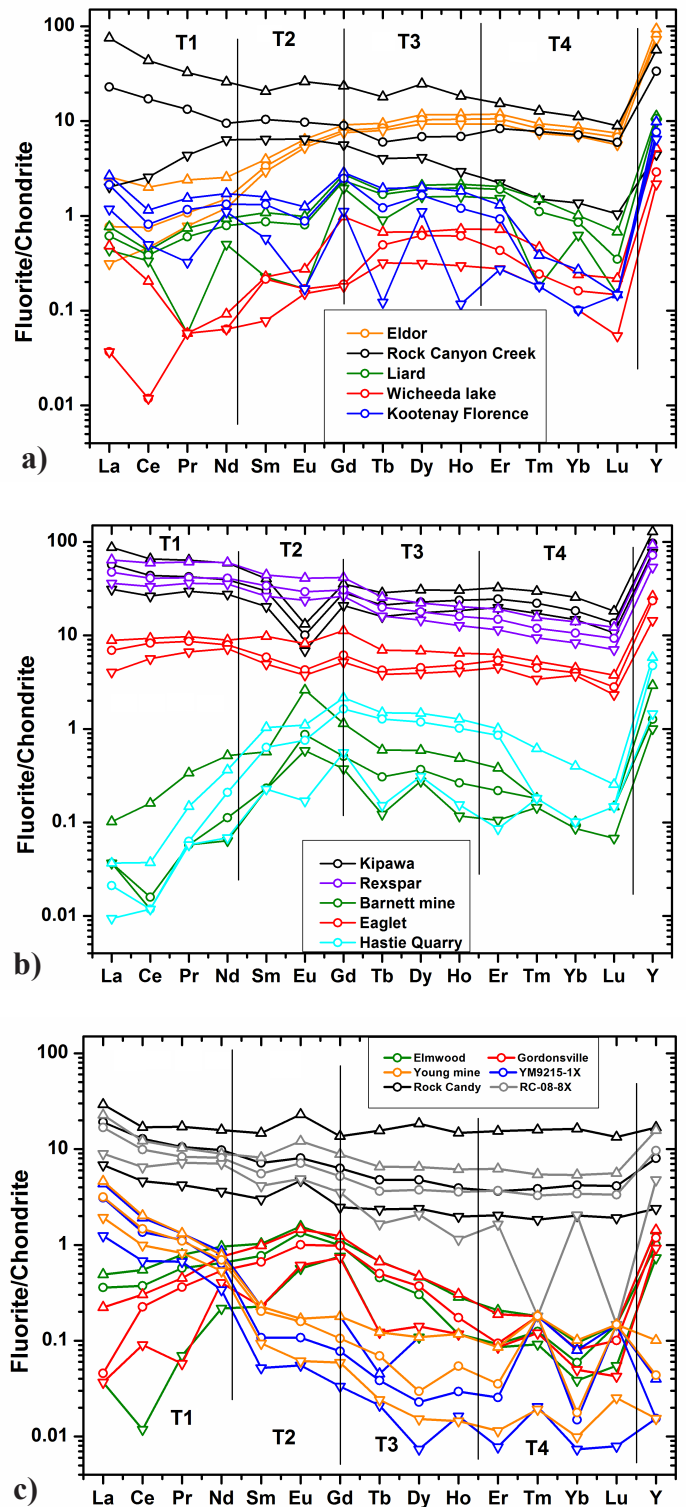 Fluorite/Chondrite
100
10
1
0.1
0.01
T1
T2
T3
T4
Eldor
Rock Canyon Creek
Liard
Wicheeda lake
Kootenay Florence
La Ce Pr Nd Sm Eu Gd Tb Dy Ho Er Tm Yb Lu Y
a)
Fluorite/Chondrite
100
10
1
0.1
0.01
T1
T2
T3
T4
Kipawa
Rexspar
Barnett mine
Eaglet
Hastie Quarry
La Ce Pr Nd Sm Eu Gd Tb Dy Ho Er Tm Yb Lu Y
b)
Fluorite/Chondrite
100
10
1
0.1
0.01
Elmwood Gordonsville
Young mine YM9215-1X
Rock Candy RC-08-8X
T1
T2
T3
T4
La Ce Pr Nd Sm Eu Gd Tb Dy Ho Er Tm Yb Lu Y
c)